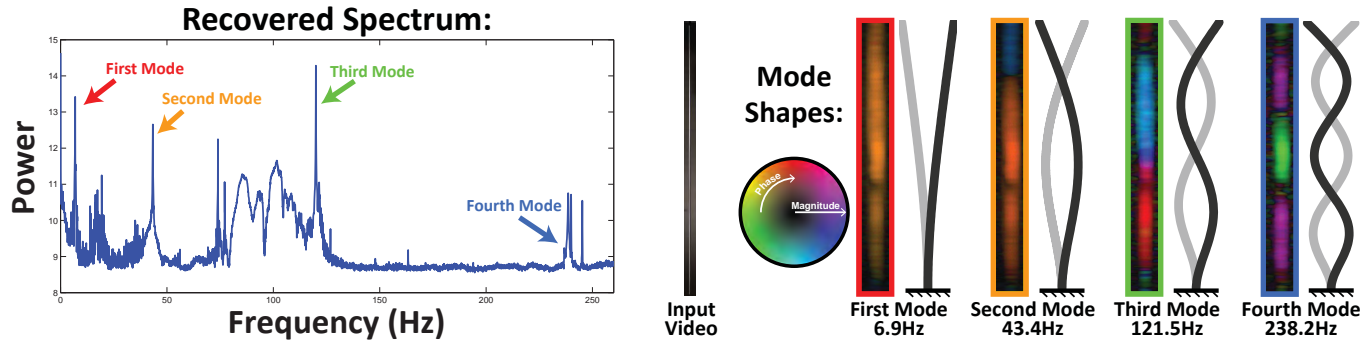 Recovered Spectrum:
15
14
13
12
11
10
9
8
Power
First Mode
Second Mode
Third Mode
Fourth Mode
0
50
100
150
200
250
Frequency (Hz)
Input
Video
Mode
Shapes:
Phase
Magnitude
First Mode
6.9Hz
Second Mode
43.4Hz
Third Mode
121.5Hz
Fourth Mode
238.2Hz